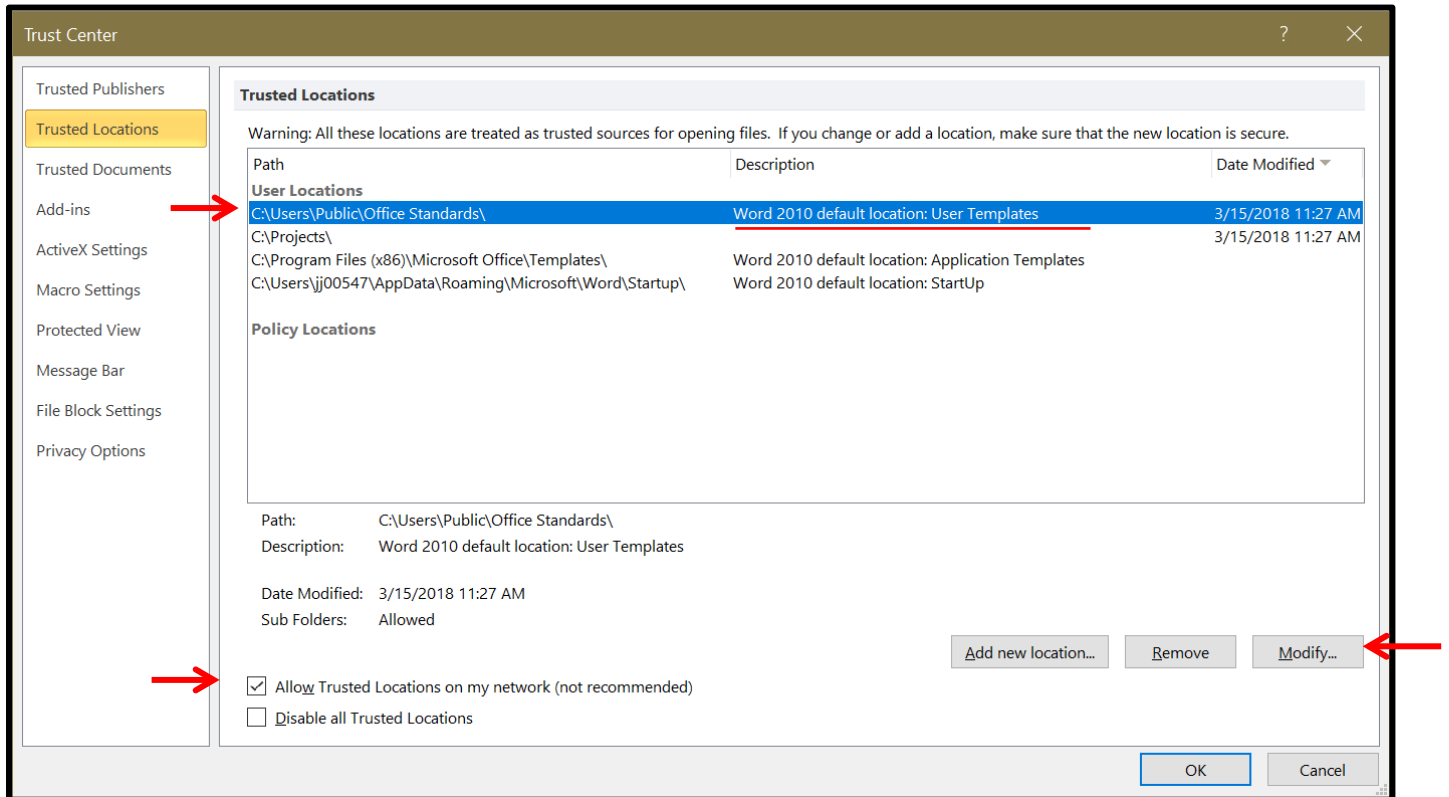 Trust Center
?
Trusted Publishers
Trusted Locations
Trusted Documents
Add-ins
ActiveX Settings
Macro Settings
Protected View
Message Bar
File Block Settings
Privacy Options
Trusted Locations
Warning: All these locations are treated as trusted sources for opening files. If you change or add a location, make sure that the new location is secure.
Path Description Date Modified
User Locations
C:\Users\Public\Office Standards\ Word 2010 default location: User Templates 3/15/2018 11:27 AM
C:\Projects\ 3/15/2018 11:27 AM
C:\Program Files (x86)\Microsoft Office\Templates\ Word 2010 default location: Application Templates
C:\Users\jj00547\AppData\Roaming\Microsoft\Word\Startup\ Word 2010 default location: StartUp
Policy Locations
Path: C:\Users\Public\Office Standards\
Description: Word 2010 default location: User Templates
Date Modified: 3/15/2018 11:27 AM
Sub Folders: Allowed
Add new location... Remove Modify...
Allow Trusted Locations on my network (not recommended)
Disable all Trusted Locations
OK Cancel